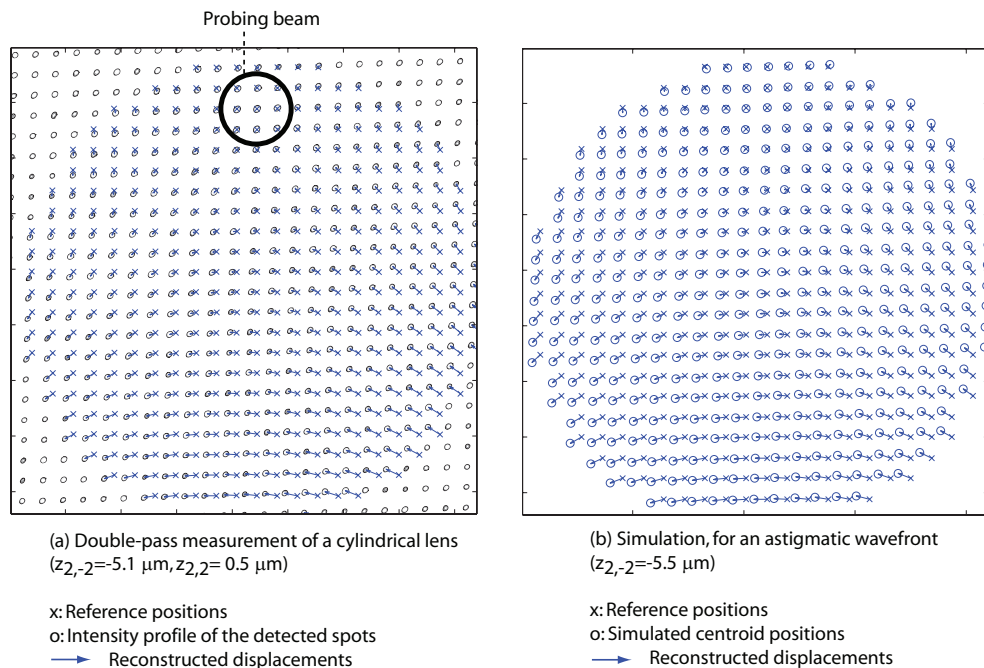 Probing beam
(a) Double-pass measurement of a cylindrical lens
(z2,-2=-5.1 μm, z2,2= 0.5 μm)
x: Reference positions
o: Intensity profile of the detected spots
Reconstructed displacements
(b) Simulation, for an astigmatic wavefront
(z2,-2=-5.5 μm)
x: Reference positions
o: Simulated centroid positions
Reconstructed displacements